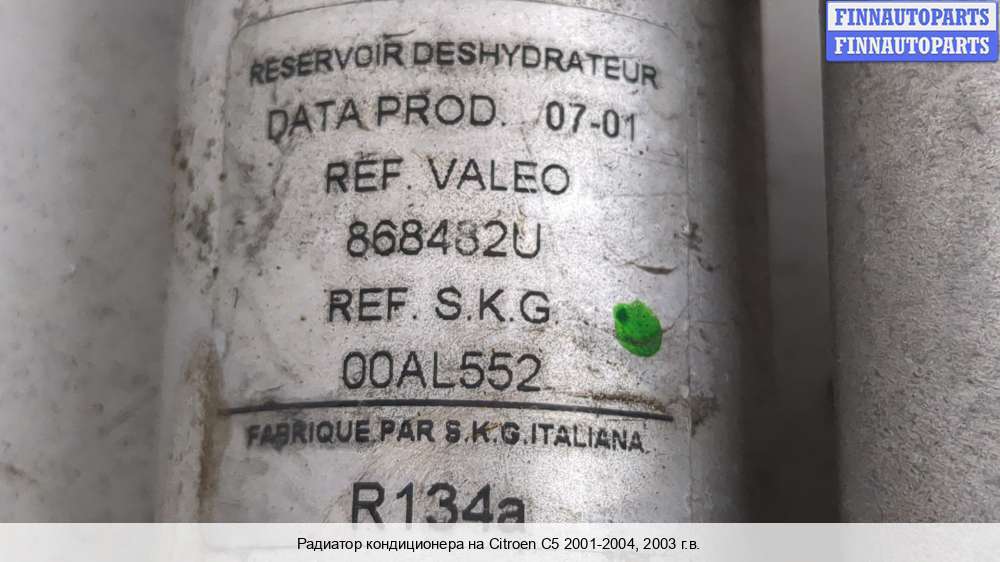 FINNAUTOPARTS
FINNAUTOPARTS
RESERVOIR DESHYDRATEUR
DATA PROD. 07-01
REF. VALEO
868482U
REF. S.K.G.
00AL552
FABRIQUE PAR S.K.G.ITALIANA
R134a
Радиатор кондиционера на Citroen C5 2001-2004, 2003 г.в.